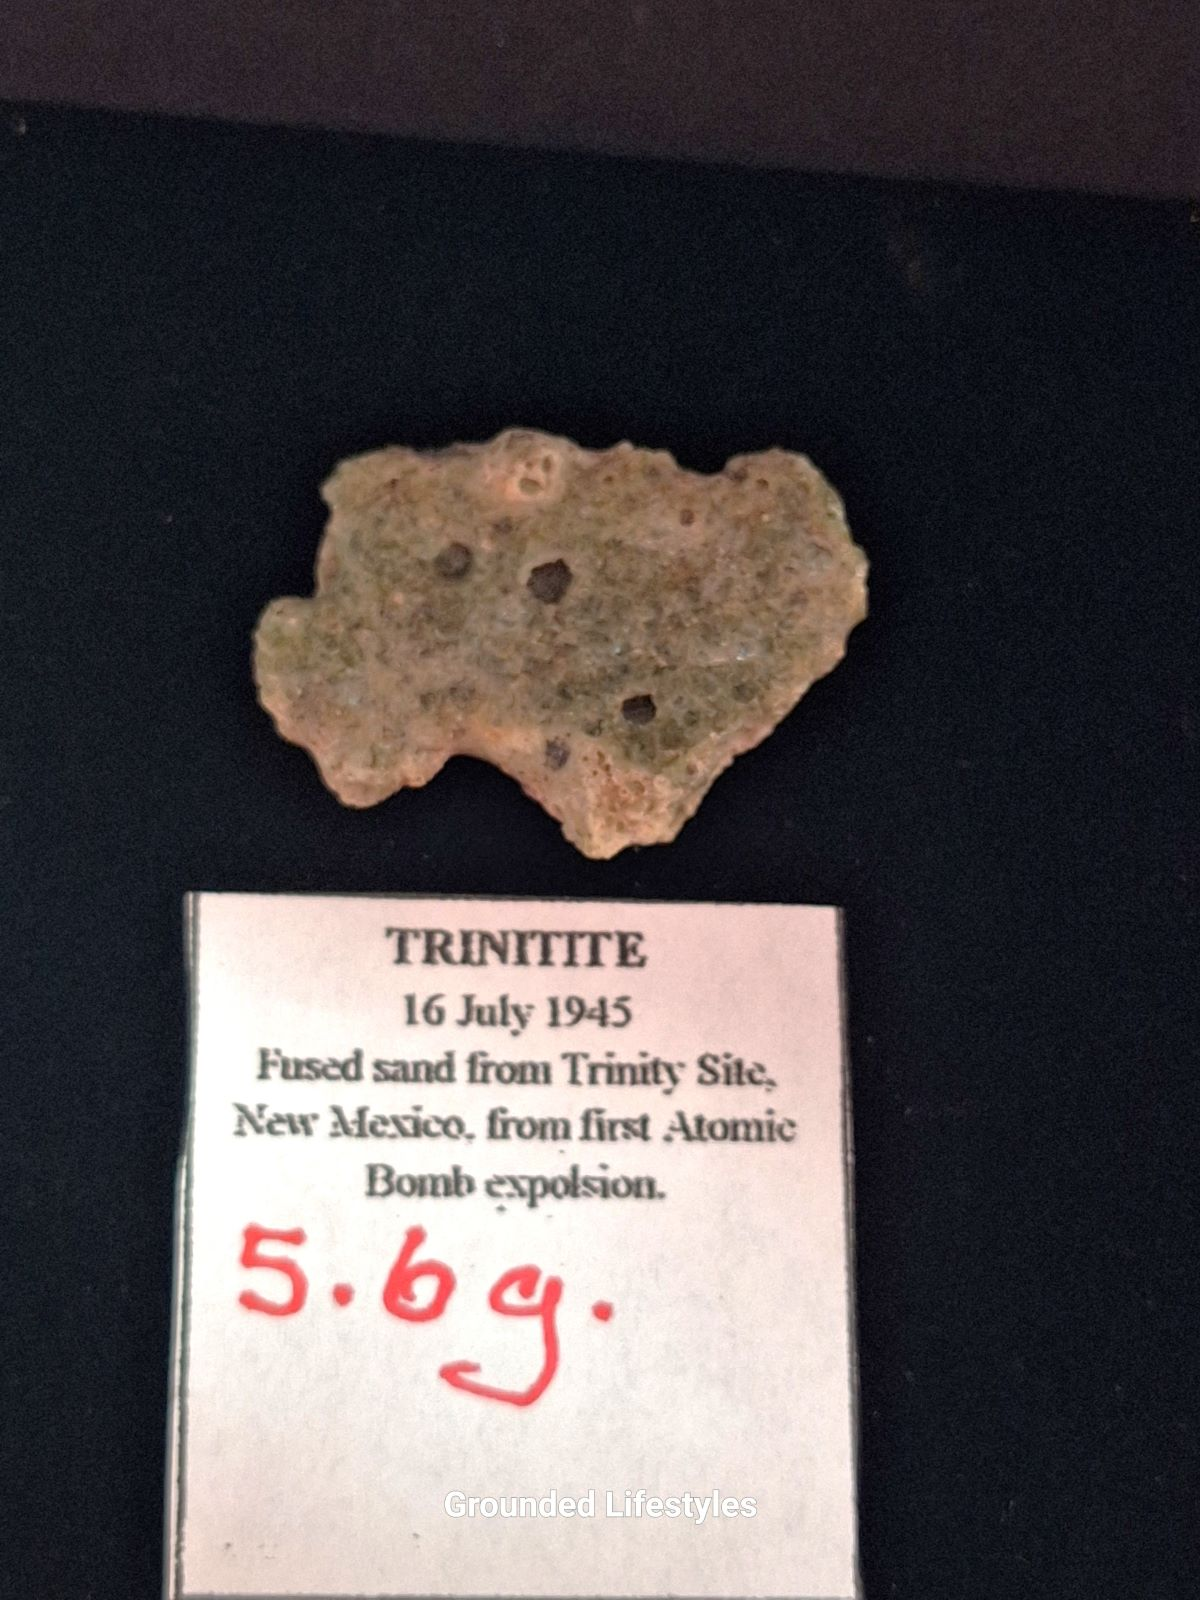 TRINITITE
16 July 1945
Fused sand from Trinity Site,
New Mexico, from first Atomic
Bomb expolsion.
5.6g.
Grounded Lifestyles